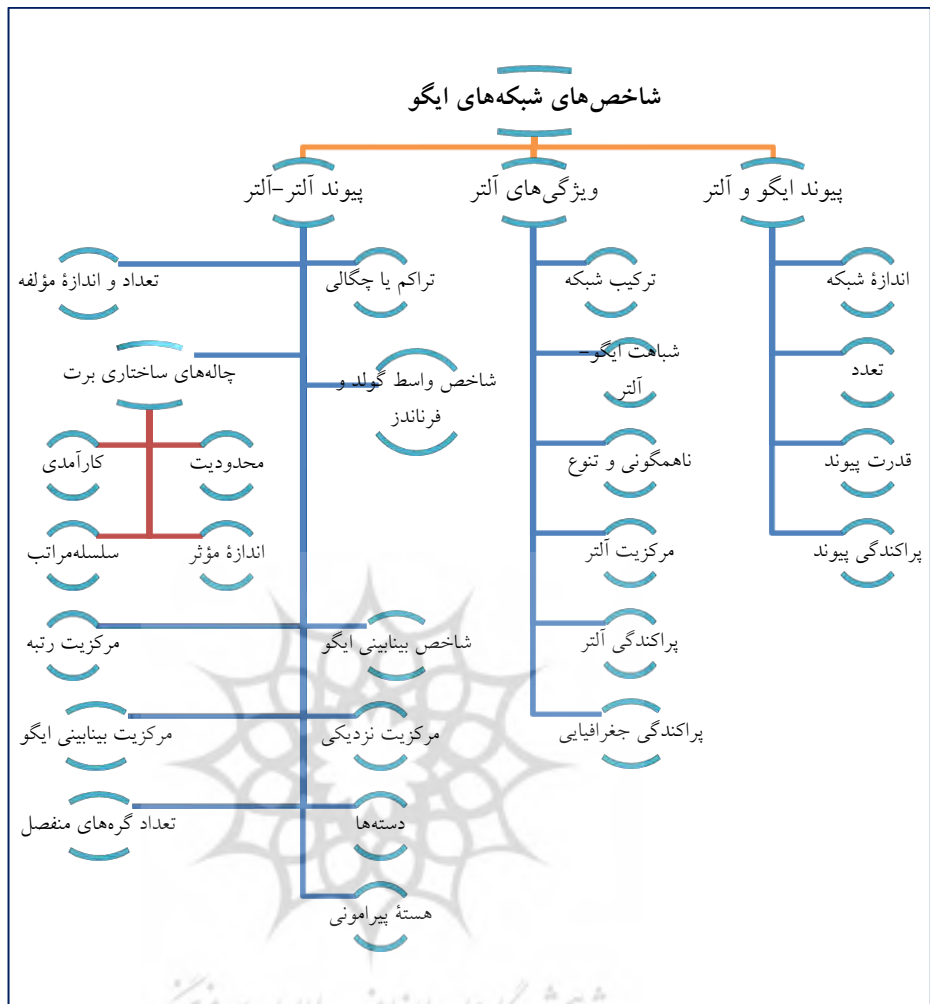 شاخص‌های شبکه‌های ایگو
پیوند ایگو و آلتر
ویژگی‌های آلتر
پیوند آلتر-آلتر
اندازهٔ شبکه
تعدد
قدرت پیوند
پراکندگی پیوند
ترکیب شبکه
شباهت ایگو-
آلتر
ناهمگونی و تنوع
مرکزیت آلتر
پراکندگی آلتر
پراکندگی جغرافیایی
تراکم یا چگالی
تعداد و اندازهٔ مؤلفه
شاخص واسط گولد و
فرناندز
چاله‌های ساختاری برت
محدودیت
کارآمدی
اندازهٔ مؤثر
سلسله‌مراتب
شاخص بینابینی ایگو
مرکزیت رتبه
مرکزیت نزدیکی
مرکزیت بینابینی ایگو
دسته‌ها
تعداد گره‌های منفصل
هستهٔ پیرامونی